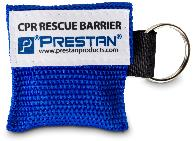 CPR RESCUE BARRIER
PRESTAN
www.prestanproducts.com